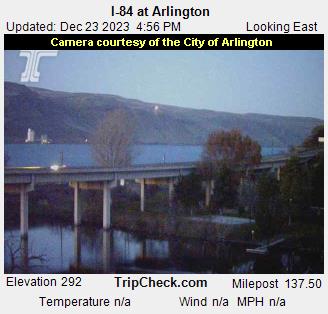 I-84 at Arlington
Updated: Dec 23 2023 4:56 PM Looking East
Camera courtesy of the City of Arlington
Elevation 292 TripCheck.com Milepost 137.50
Temperature n/a Wind n/a MPH n/a